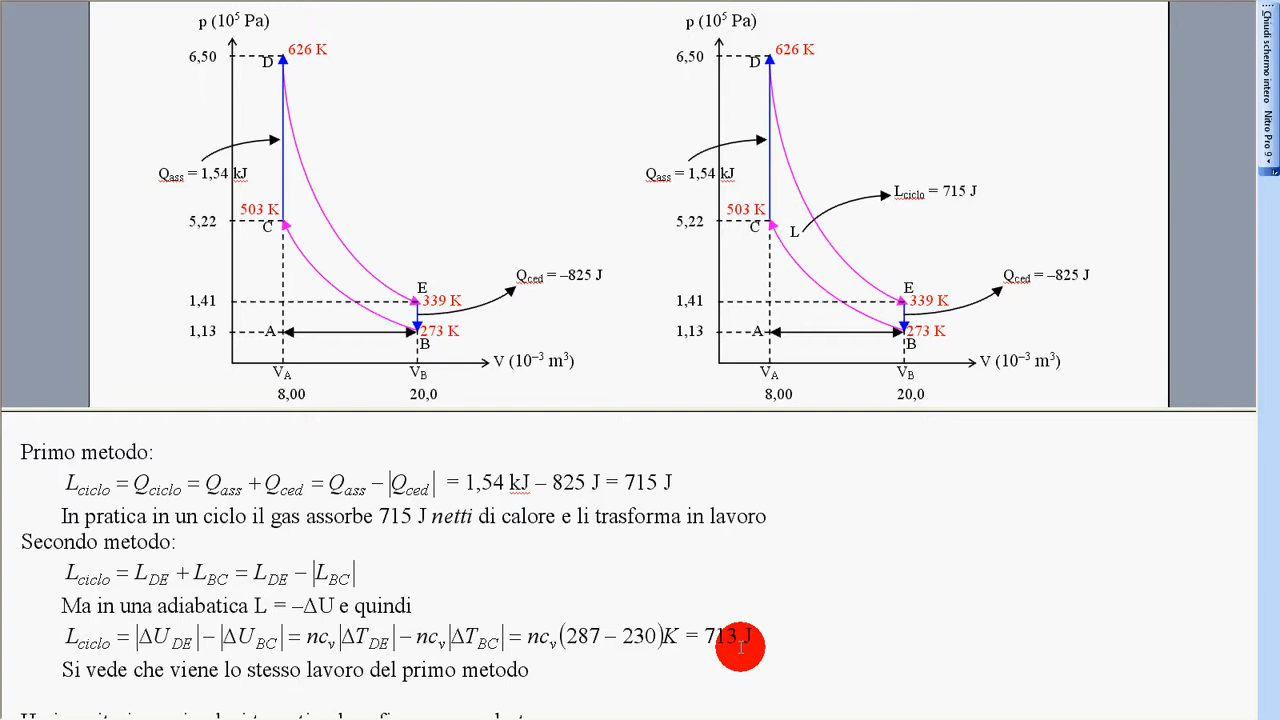 p (10⁵ Pa)
6,50
D
626 K
Qass = 1,54 kJ
503 K
5,22
C
E
Qced = –825 J
1,41
339 K
1,13
A
273 K
B
V (10⁻³ m³)
VA
VB
8,00
20,0
p (10⁵ Pa)
6,50
D
626 K
Qass = 1,54 kJ
Lciclo = 715 J
503 K
5,22
C
L
E
Qced = –825 J
1,41
339 K
1,13
A
273 K
B
V (10⁻³ m³)
VA
VB
8,00
20,0
Chiudi schermo intero Nitro Pro 9
Primo metodo:
Lciclo = Qciclo = Qass + Qced = Qass − |Qced| = 1,54 kJ – 825 J = 715 J
In pratica in un ciclo il gas assorbe 715 J netti di calore e li trasforma in lavoro
Secondo metodo:
Lciclo = LDE + LBC = LDE − |LBC|
Ma in una adiabatica L = –ΔU e quindi
Lciclo = |ΔUDE| − |ΔUBC| = ncv|ΔTDE| − ncv|ΔTBC| = ncv(287 − 230)K = 713 J
Si vede che viene lo stesso lavoro del primo metodo